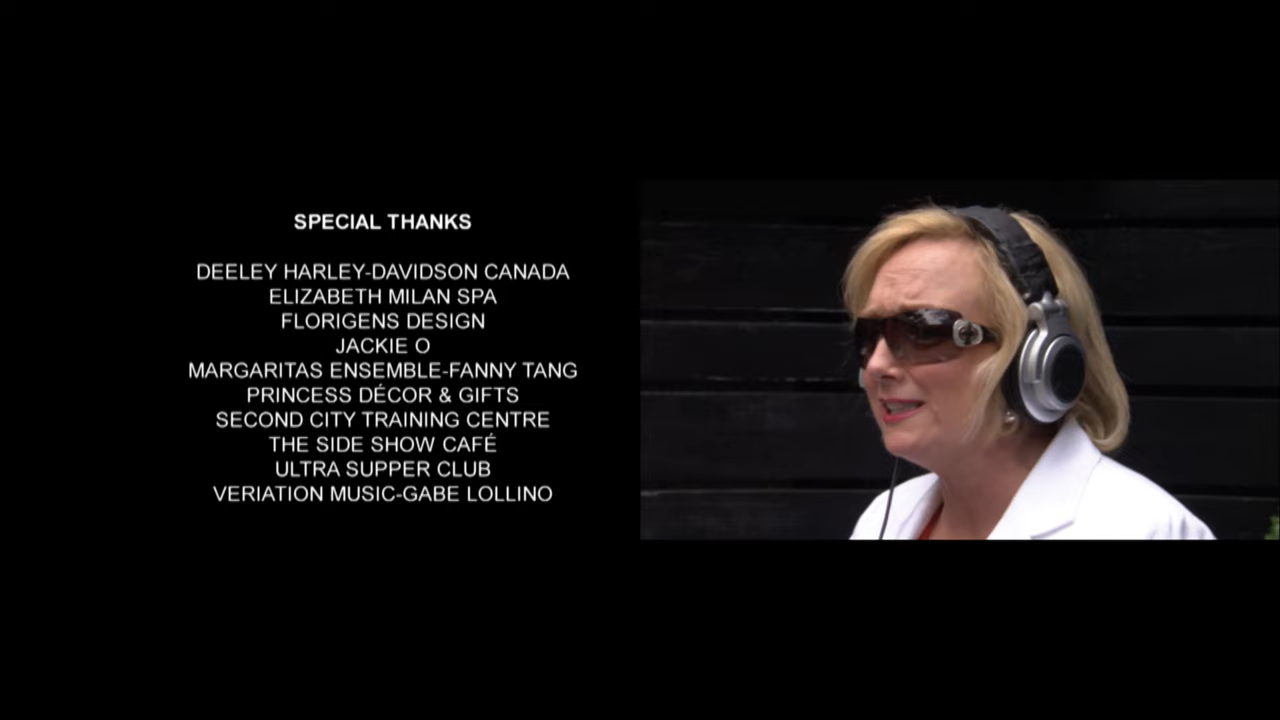 SPECIAL THANKS
DEELEY HARLEY-DAVIDSON CANADA
ELIZABETH MILAN SPA
FLORIGENS DESIGN
JACKIE O
MARGARITAS ENSEMBLE-FANNY TANG
PRINCESS DÉCOR & GIFTS
SECOND CITY TRAINING CENTRE
THE SIDE SHOW CAFÉ
ULTRA SUPPER CLUB
VERIATION MUSIC-GABE LOLLINO